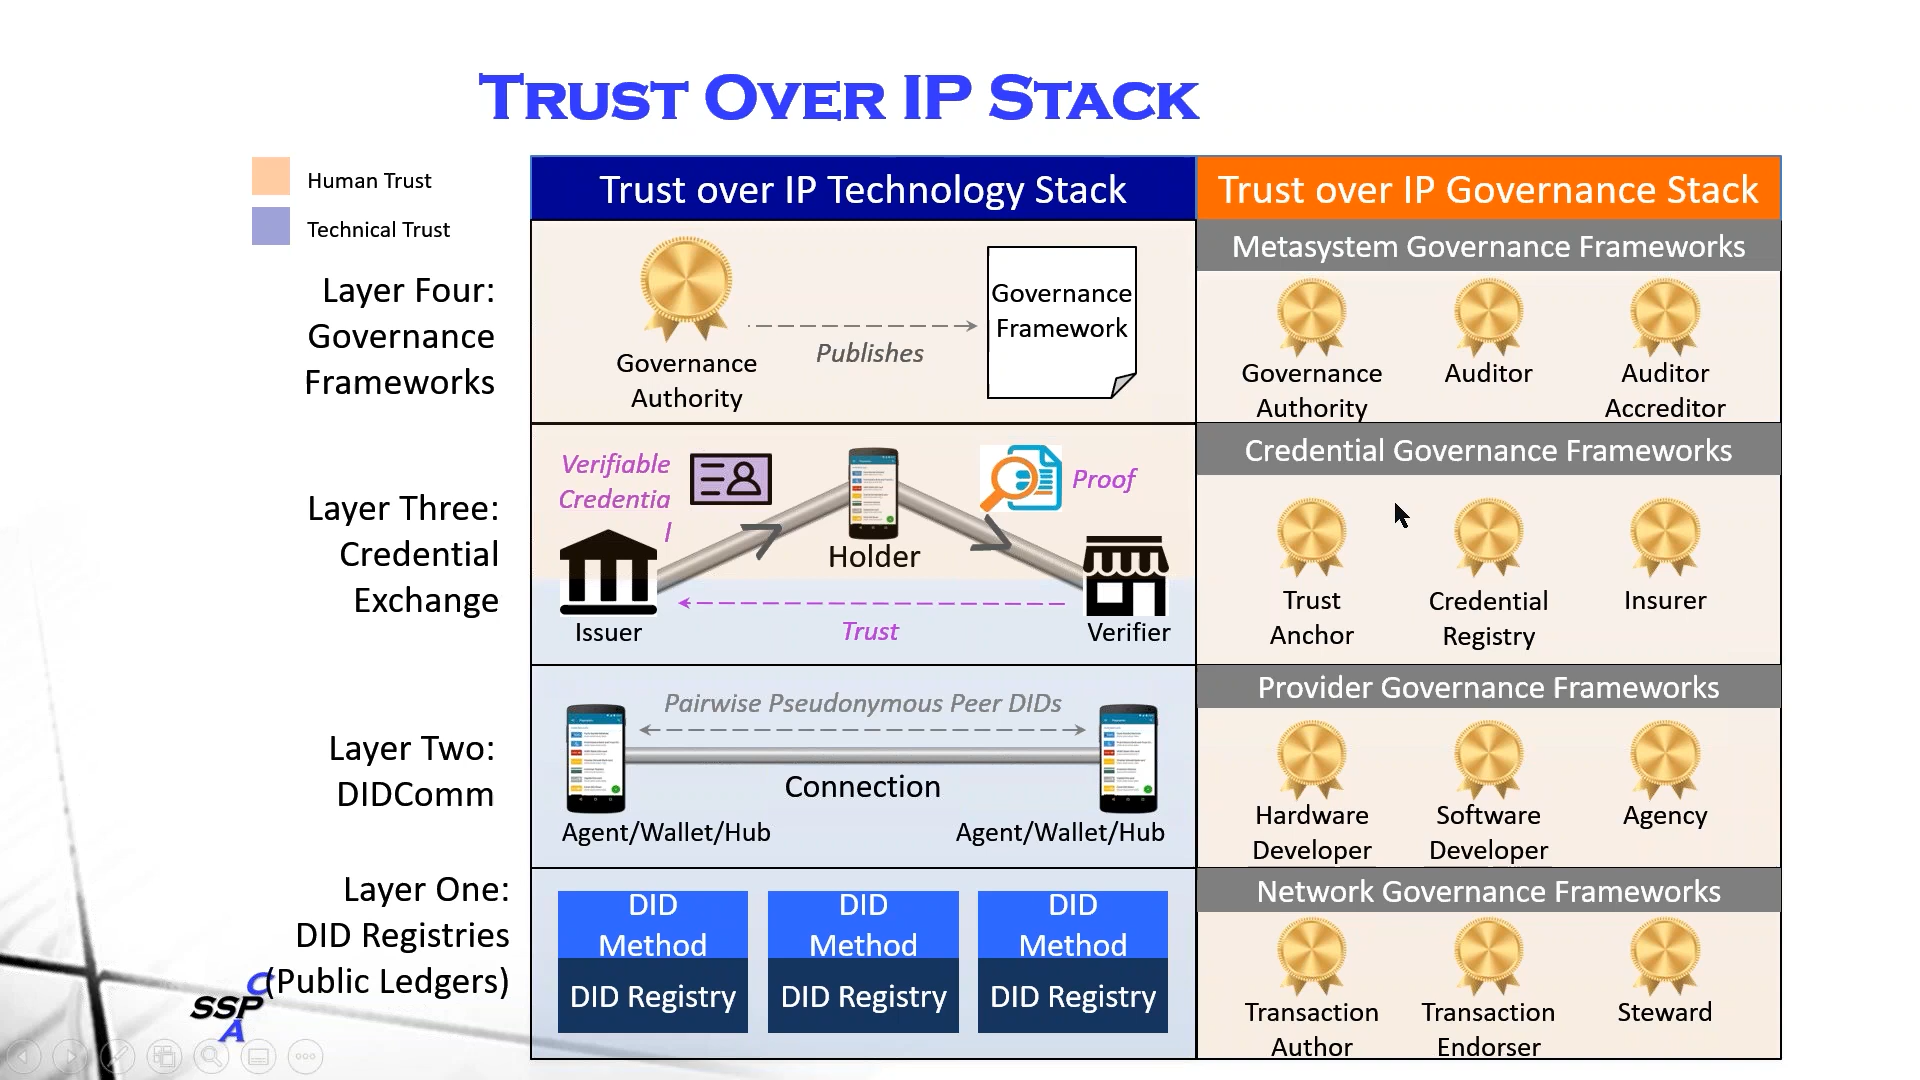 TRUST OVER IP STACK
Human Trust
Technical Trust
Trust over IP Technology Stack
Trust over IP Governance Stack
Layer Four:
Governance
Frameworks
Governance
Authority
Publishes
Governance
Framework
Metasystem Governance Frameworks
Governance
Authority
Auditor
Auditor
Accreditor
Layer Three:
Credential
Exchange
Verifiable
Credentia
l
Holder
Proof
Issuer
Trust
Verifier
Credential Governance Frameworks
Trust
Anchor
Credential
Registry
Insurer
Layer Two:
DIDComm
Pairwise Pseudonymous Peer DIDs
Connection
Agent/Wallet/Hub
Agent/Wallet/Hub
Provider Governance Frameworks
Hardware
Developer
Software
Developer
Agency
Layer One:
DID Registries
(Public Ledgers)
DID
Method
DID Registry
DID
Method
DID Registry
DID
Method
DID Registry
Network Governance Frameworks
Transaction
Author
Transaction
Endorser
Steward
C
SSP
A